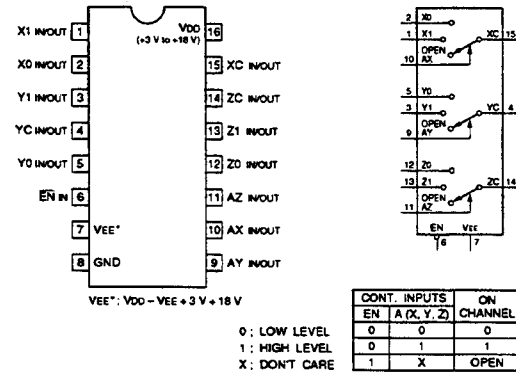 X1 IN/OUT 1
X0 IN/OUT 2
Y1 IN/OUT 3
YC IN/OUT 4
Y0 IN/OUT 5
EN IN 6
7 VEE*
8 GND
VDD 16
(+3 V to +18 V)
15 XC IN/OUT
14 ZC IN/OUT
13 Z1 IN/OUT
12 Z0 IN/OUT
11 AZ IN/OUT
10 AX IN/OUT
9 AY IN/OUT
VEE*: VDD – VEE + 3 V + 18 V
2 X0
1 X1 XC 15
OPEN
10 AX
5 Y0
3 Y1 YC 4
OPEN
9 AY
12 Z0
13 Z1 ZC 14
OPEN
11 AZ
EN VEE
6 7
0 ; LOW LEVEL
1 ; HIGH LEVEL
X ; DON'T CARE
CONT. INPUTS ON CHANNEL
EN A (X, Y, Z)
0 0 0
0 1 1
1 X OPEN